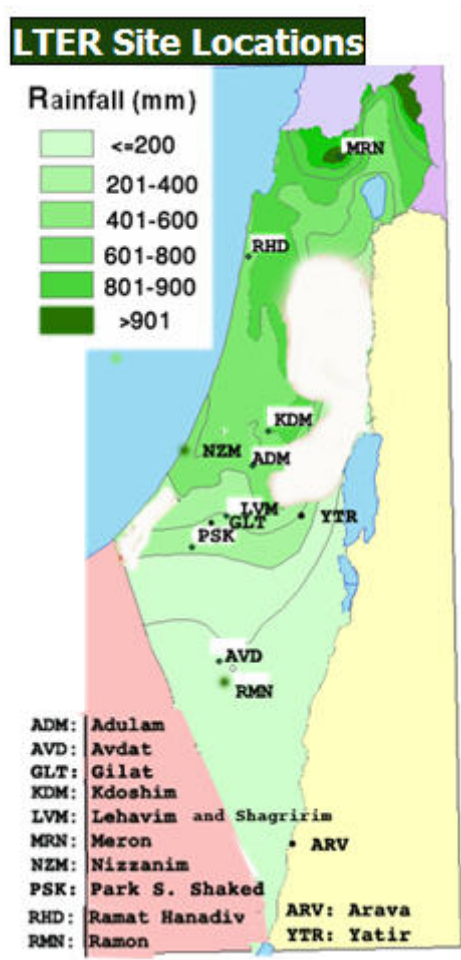 LTER Site Locations
Rainfall (mm)
<=200
201-400
401-600
601-800
801-900
>901
MRN
RHD
KDM
NZM
ADM
LVM
GLT
YTR
PSK
AVD
RMN
ARV
ADM: Adulam
AVD: Avdat
GLT: Gilat
KDM: Kdoshim
LVM: Lehavim and Shagririm
MRN: Meron
NZM: Nizzanim
PSK: Park S. Shaked
RHD: Ramat Hanadiv
RMN: Ramon
ARV: Arava
YTR: Yatir